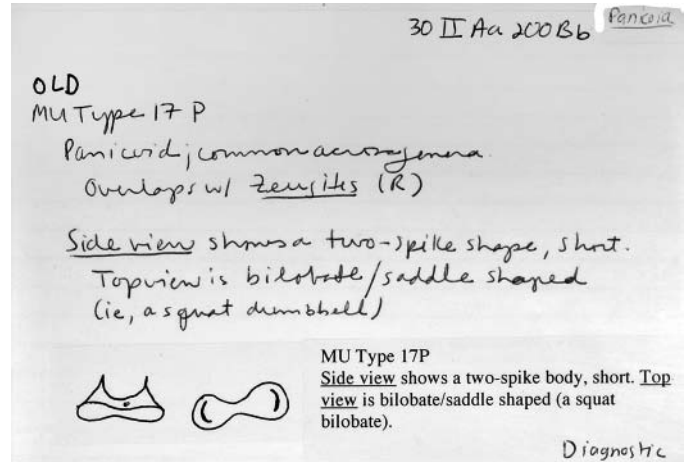 30 II Aa 200Bb
Panicoid
OLD
MU Type 17 P
Panicoid; common across genera.
Overlaps w/ Zeugites (R)
Side view shows a two-spike shape, short.
Top view is bilobate/saddle shaped
(ie, a squat dumbbell)
MU Type 17P
Side view shows a two-spike body, short. Top
view is bilobate/saddle shaped (a squat
bilobate).
Diagnostic